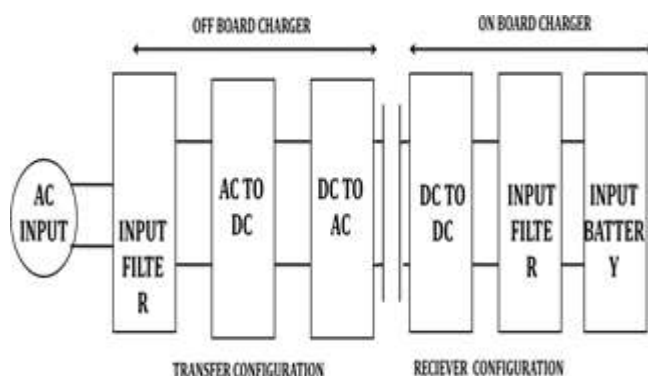 OFF BOARD CHARGER
ON BOARD CHARGER
AC
INPUT
INPUT
FILTE
R
AC TO
DC
DC TO
AC
DC TO
DC
INPUT
FILTE
R
INPUT
BATTER
Y
TRANSFER CONFIGURATION
RECIEVER CONFIGURATION